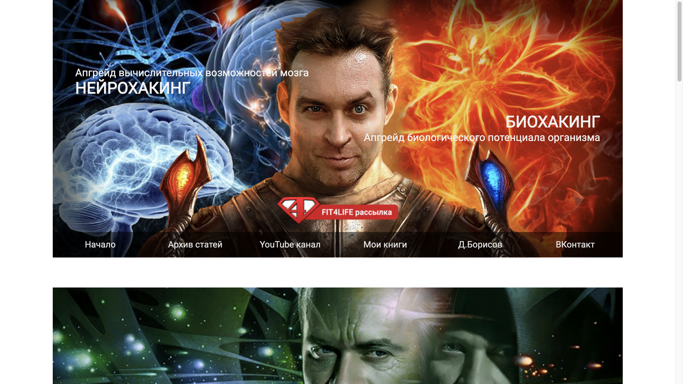 Апгрейд вычислительных возможностей мозга
НЕЙРОХАКИНГ
БИОХАКИНГ
Апгрейд биологического потенциала организма
FIT4LIFE рассылка
Начало
Архив статей
YouTube канал
Мои книги
Д.Борисов
ВКонтакт